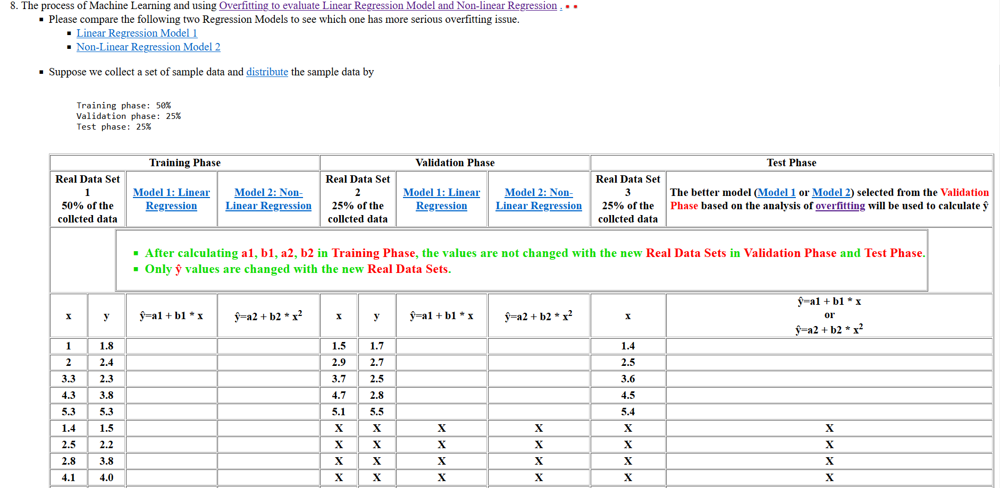 8. The process of Machine Learning and using Overfitting to evaluate Linear Regression Model and Non-linear Regression .
Please compare the following two Regression Models to see which one has more serious overfitting issue.
Linear Regression Model 1
Non-Linear Regression Model 2
Suppose we collect a set of sample data and distribute the sample data by
Training phase: 50%
Validation phase: 25%
Test phase: 25%
Training Phase Validation Phase Test Phase
Real Data Set 1 50% of the collcted data
Model 1: Linear Regression
Model 2: Non-Linear Regression
Real Data Set 2 25% of the collcted data
Model 1: Linear Regression
Model 2: Non-Linear Regression
Real Data Set 3 25% of the collcted data
The better model (Model 1 or Model 2) selected from the Validation
Phase based on the analysis of overfitting will be used to calculate ŷ
After calculating a1, b1, a2, b2 in Training Phase, the values are not changed with the new Real Data Sets in Validation Phase and Test Phase.
Only ŷ values are changed with the new Real Data Sets.
x y ŷ=a1 + b1 * x ŷ=a2 + b2 * x² x y ŷ=a1 + b1 * x ŷ=a2 + b2 * x² x ŷ=a1 + b1 * x or ŷ=a2 + b2 * x²
1 1.8 1.5 1.7 1.4
2 2.4 2.9 2.7 2.5
3.3 2.3 3.7 2.5 3.6
4.3 3.8 4.7 2.8 4.5
5.3 5.3 5.1 5.5 5.4
1.4 1.5 X X X X X X
2.5 2.2 X X X X X X
2.8 3.8 X X X X X X
4.1 4.0 X X X X X X